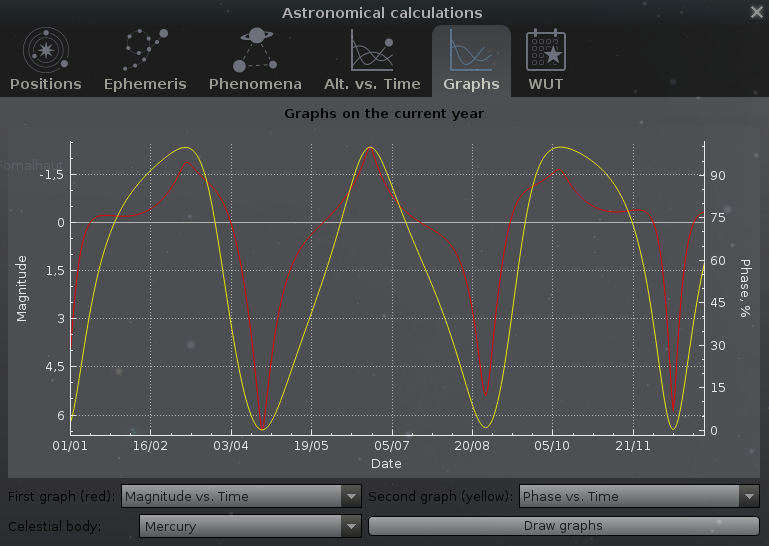 Astronomical calculations
Positions Ephemeris Phenomena Alt. vs. Time Graphs WUT
Graphs on the current year
Fomalhaut
-1,5
0
1,5
3
4,5
6
Magnitude
90
75
60
45
30
15
0
Phase, %
01/01 16/02 03/04 19/05 05/07 20/08 05/10 21/11
Date
First graph (red): Magnitude vs. Time Second graph (yellow): Phase vs. Time
Celestial body: Mercury Draw graphs